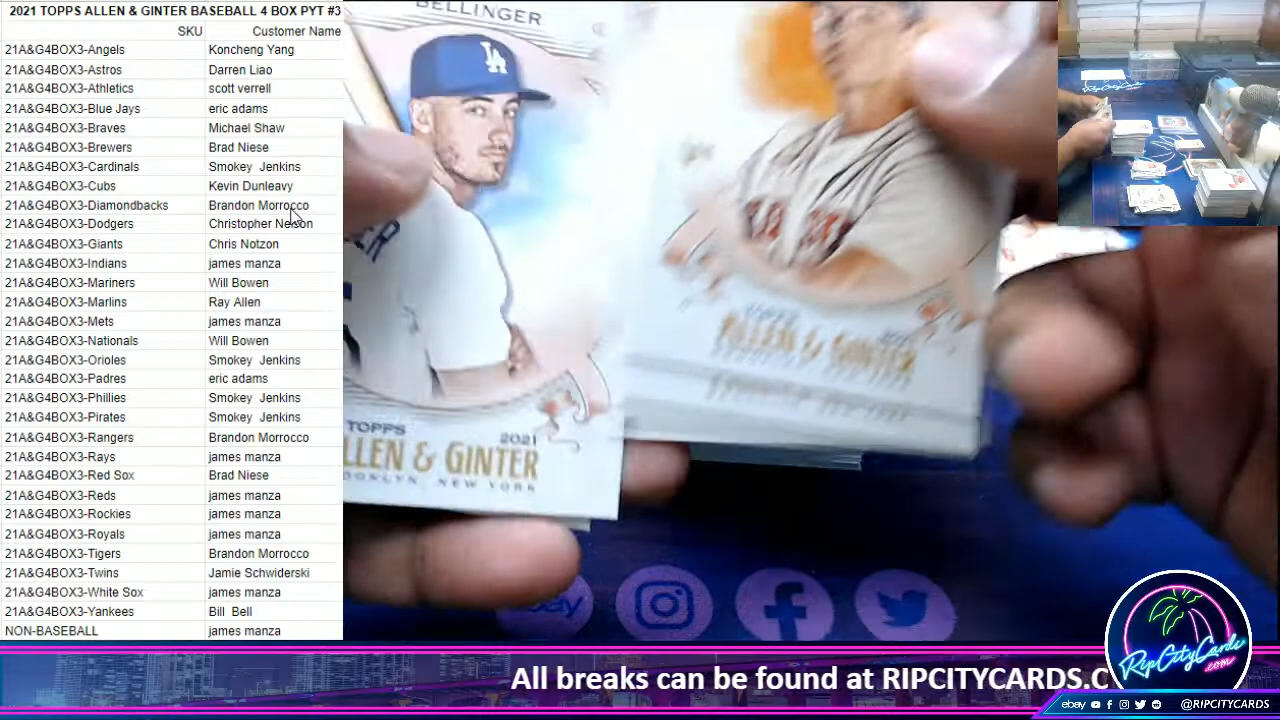 2021 TOPPS ALLEN & GINTER BASEBALL 4 BOX PYT #3
SKU Customer Name
21A&G4BOX3-Angels Koncheng Yang
21A&G4BOX3-Astros Darren Liao
21A&G4BOX3-Athletics scott verrell
21A&G4BOX3-Blue Jays eric adams
21A&G4BOX3-Braves Michael Shaw
21A&G4BOX3-Brewers Brad Niese
21A&G4BOX3-Cardinals Smokey Jenkins
21A&G4BOX3-Cubs Kevin Dunleavy
21A&G4BOX3-Diamondbacks Brandon Morrocco
21A&G4BOX3-Dodgers Christopher Nelson
21A&G4BOX3-Giants Chris Notzon
21A&G4BOX3-Indians james manza
21A&G4BOX3-Mariners Will Bowen
21A&G4BOX3-Marlins Ray Allen
21A&G4BOX3-Mets james manza
21A&G4BOX3-Nationals Will Bowen
21A&G4BOX3-Orioles Smokey Jenkins
21A&G4BOX3-Padres eric adams
21A&G4BOX3-Phillies Smokey Jenkins
21A&G4BOX3-Pirates Smokey Jenkins
21A&G4BOX3-Rangers Brandon Morrocco
21A&G4BOX3-Rays james manza
21A&G4BOX3-Red Sox Brad Niese
21A&G4BOX3-Reds james manza
21A&G4BOX3-Rockies james manza
21A&G4BOX3-Royals james manza
21A&G4BOX3-Tigers Brandon Morrocco
21A&G4BOX3-Twins Jamie Schwiderski
21A&G4BOX3-White Sox james manza
21A&G4BOX3-Yankees Bill Bell
NON-BASEBALL james manza
BELLINGER
LA
TOPPS 2021
LLEN & GINTER
OOKLYN, NEW YORK
TOPPS
ALLEN & GINTER
ebay
All breaks can be found at RIPCITYCARDS.C
RipCityCards
.com
ebay @RIPCITYCARDS